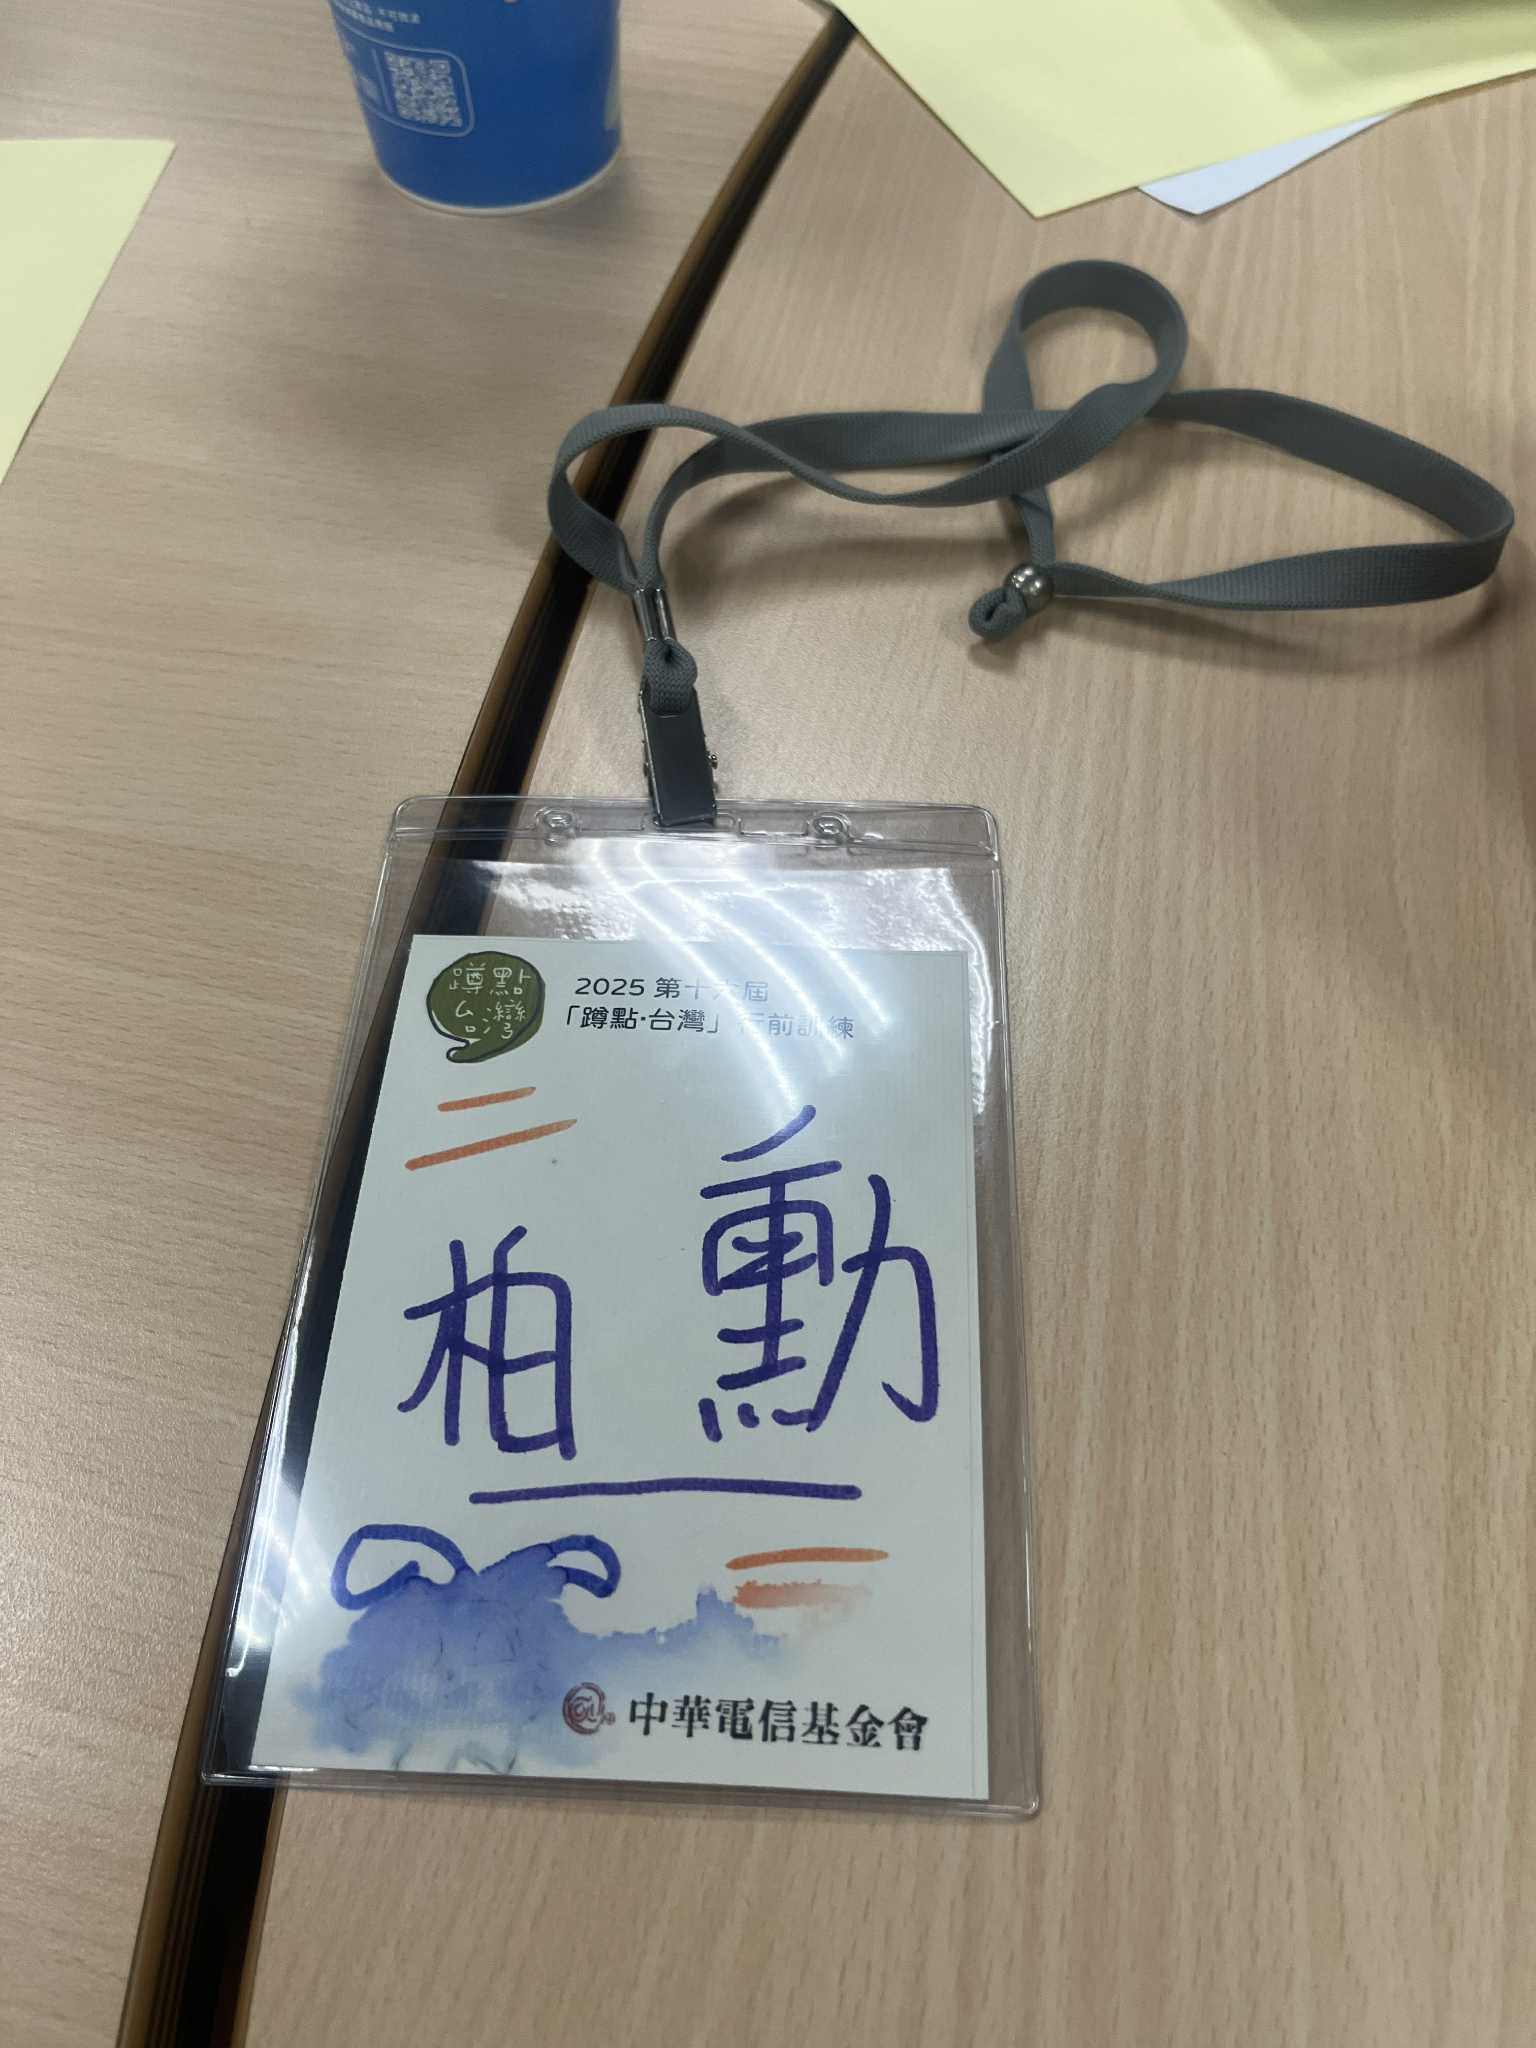 蹲點
台灣
2025 第十六屆
「蹲點·台灣」行前訓練
柏勳
中華電信基金會